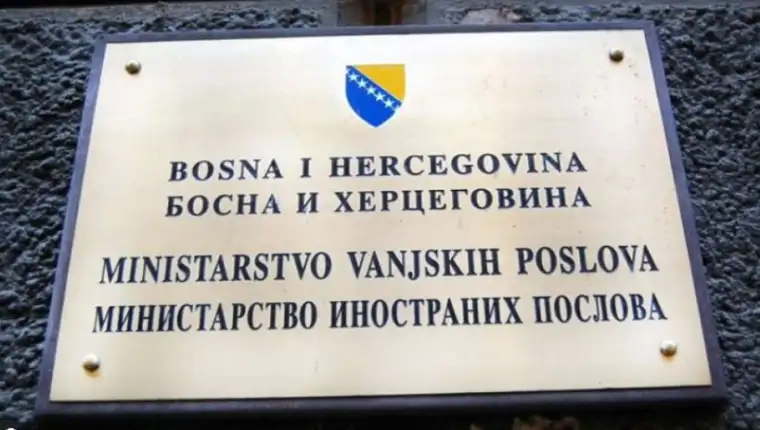 BOSNA I HERCEGOVINA
БОСНА И ХЕРЦЕГОВИНА
MINISTARSTVO VANJSKIH POSLOVA
МИНИСТАРСТВО ИНОСТРАНИХ ПОСЛОВА